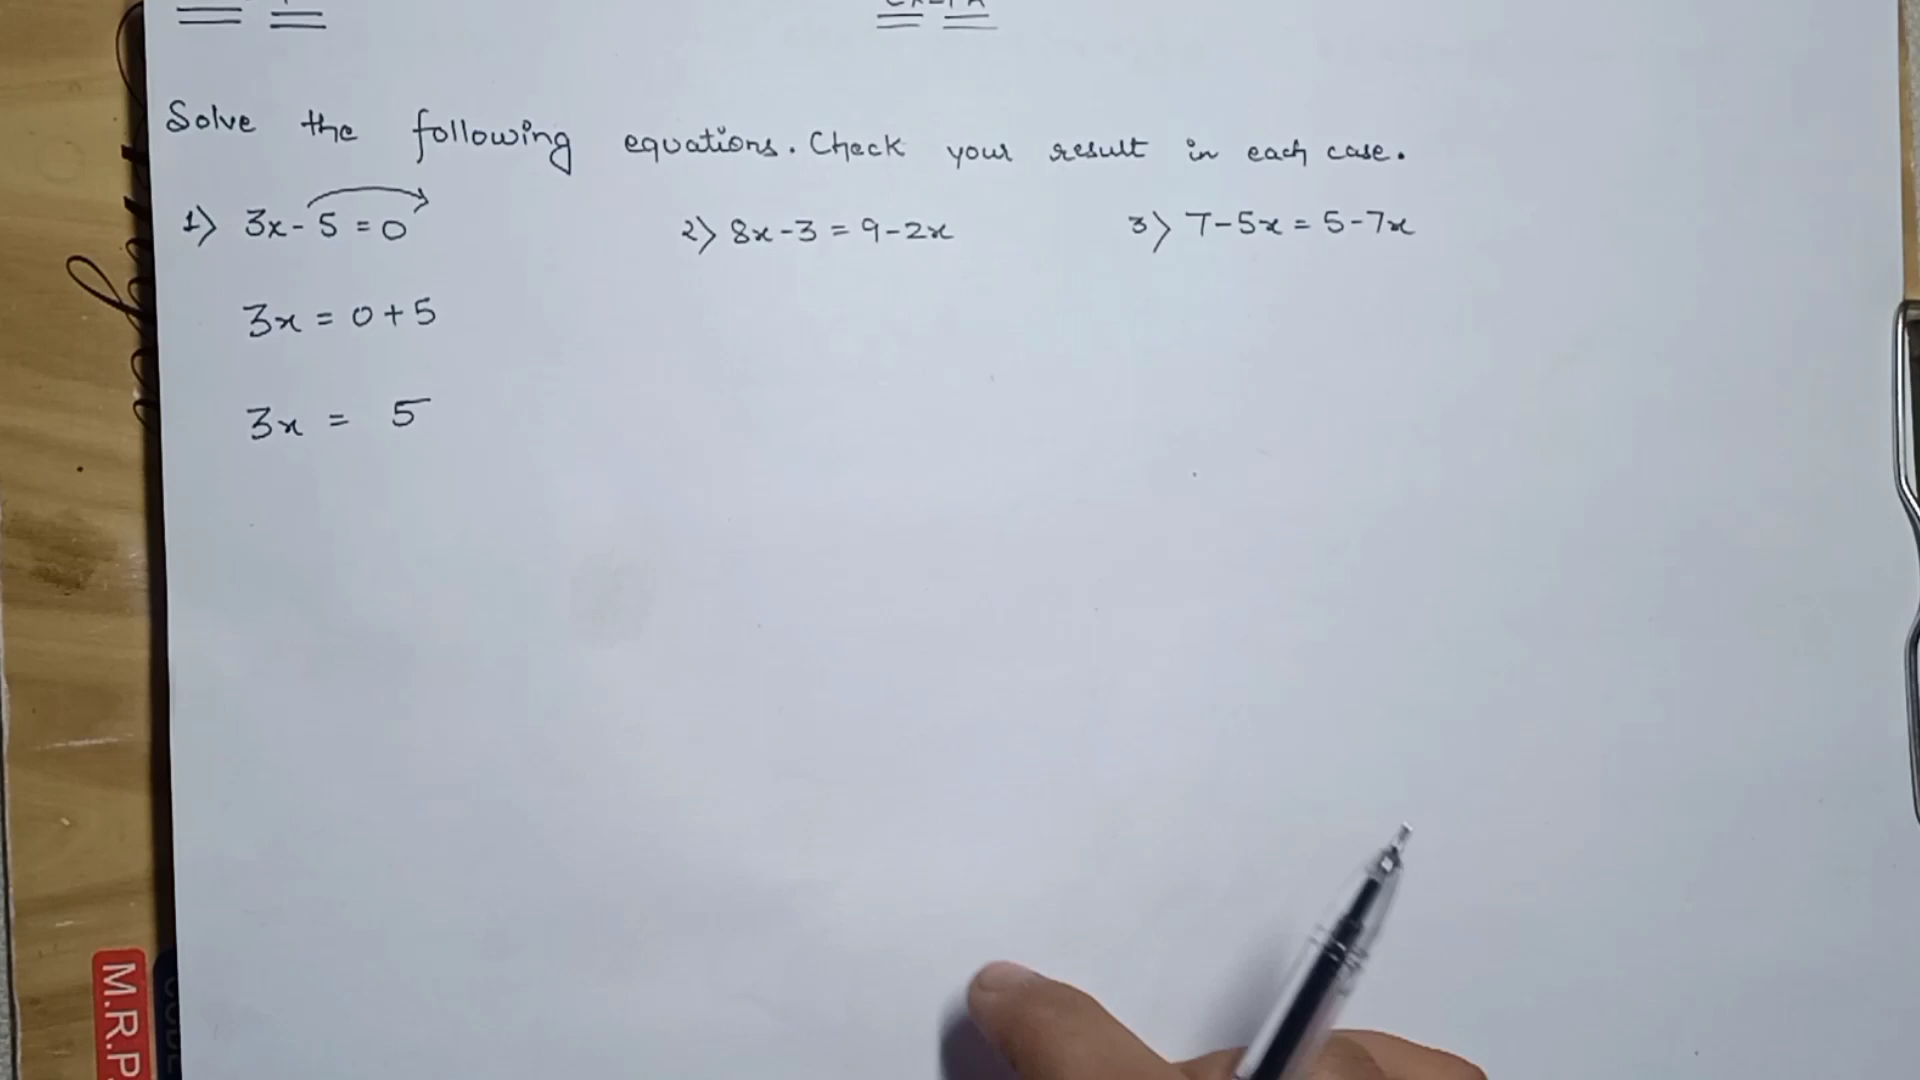 Solve the following equations. Check your result in each case.
1) 3x - 5 = 0
2) 8x - 3 = 9 - 2x
3) 7 - 5x = 5 - 7x
3x = 0 + 5
3x = 5
M.R.P.